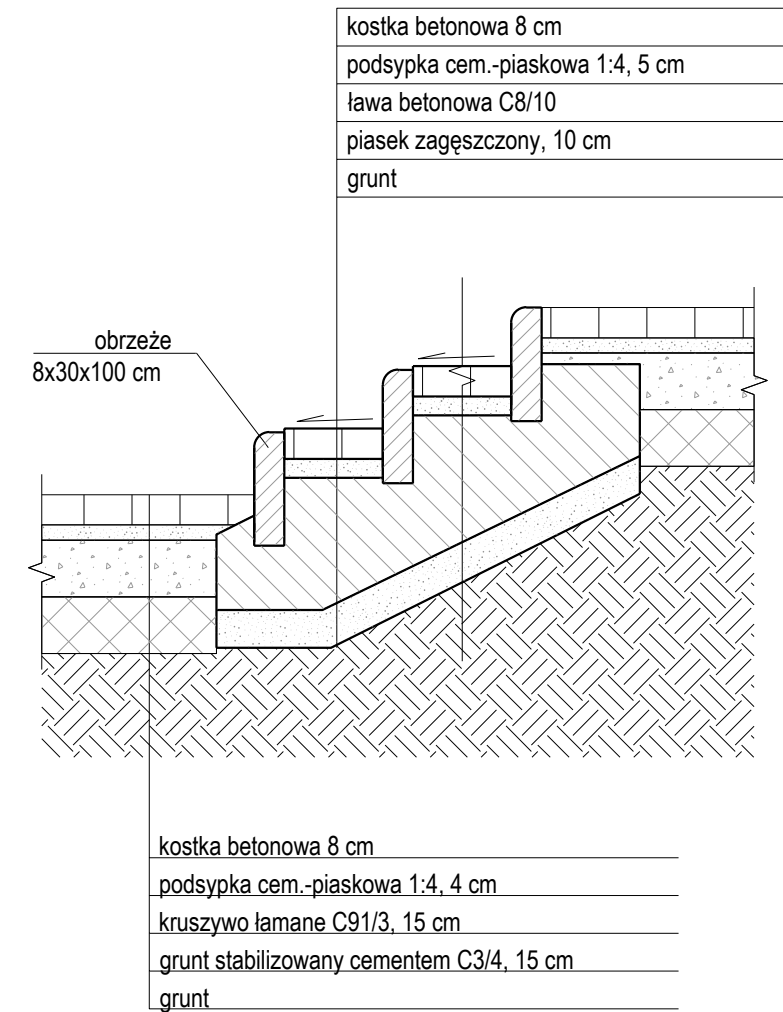 kostka betonowa 8 cm
podsypka cem.-piaskowa 1:4, 5 cm
ława betonowa C8/10
piasek zagęszczony, 10 cm
grunt
obrzeże
8x30x100 cm
kostka betonowa 8 cm
podsypka cem.-piaskowa 1:4, 4 cm
kruszywo łamane C91/3, 15 cm
grunt stabilizowany cementem C3/4, 15 cm
grunt